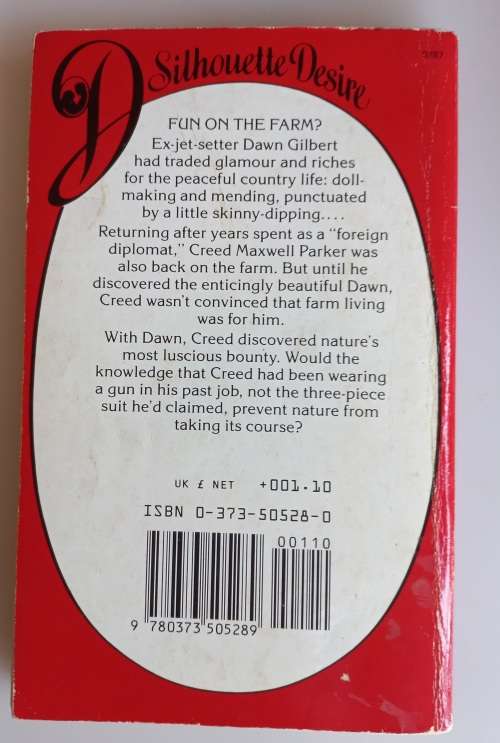 D Silhouette Desire
FUN ON THE FARM?
Ex-jet-setter Dawn Gilbert
had traded glamour and riches
for the peaceful country life: doll-
making and mending, punctuated
by a little skinny-dipping....
Returning after years spent as a "foreign
diplomat," Creed Maxwell Parker was
also back on the farm. But until he
discovered the enticingly beautiful Dawn,
Creed wasn't convinced that farm living
was for him.
With Dawn, Creed discovered nature's
most luscious bounty. Would the
knowledge that Creed had been wearing
a gun in his past job, not the three-piece
suit he'd claimed, prevent nature from
taking its course?
UK £ NET +001.10
ISBN 0-373-50528-0
00110
9 780373 505289